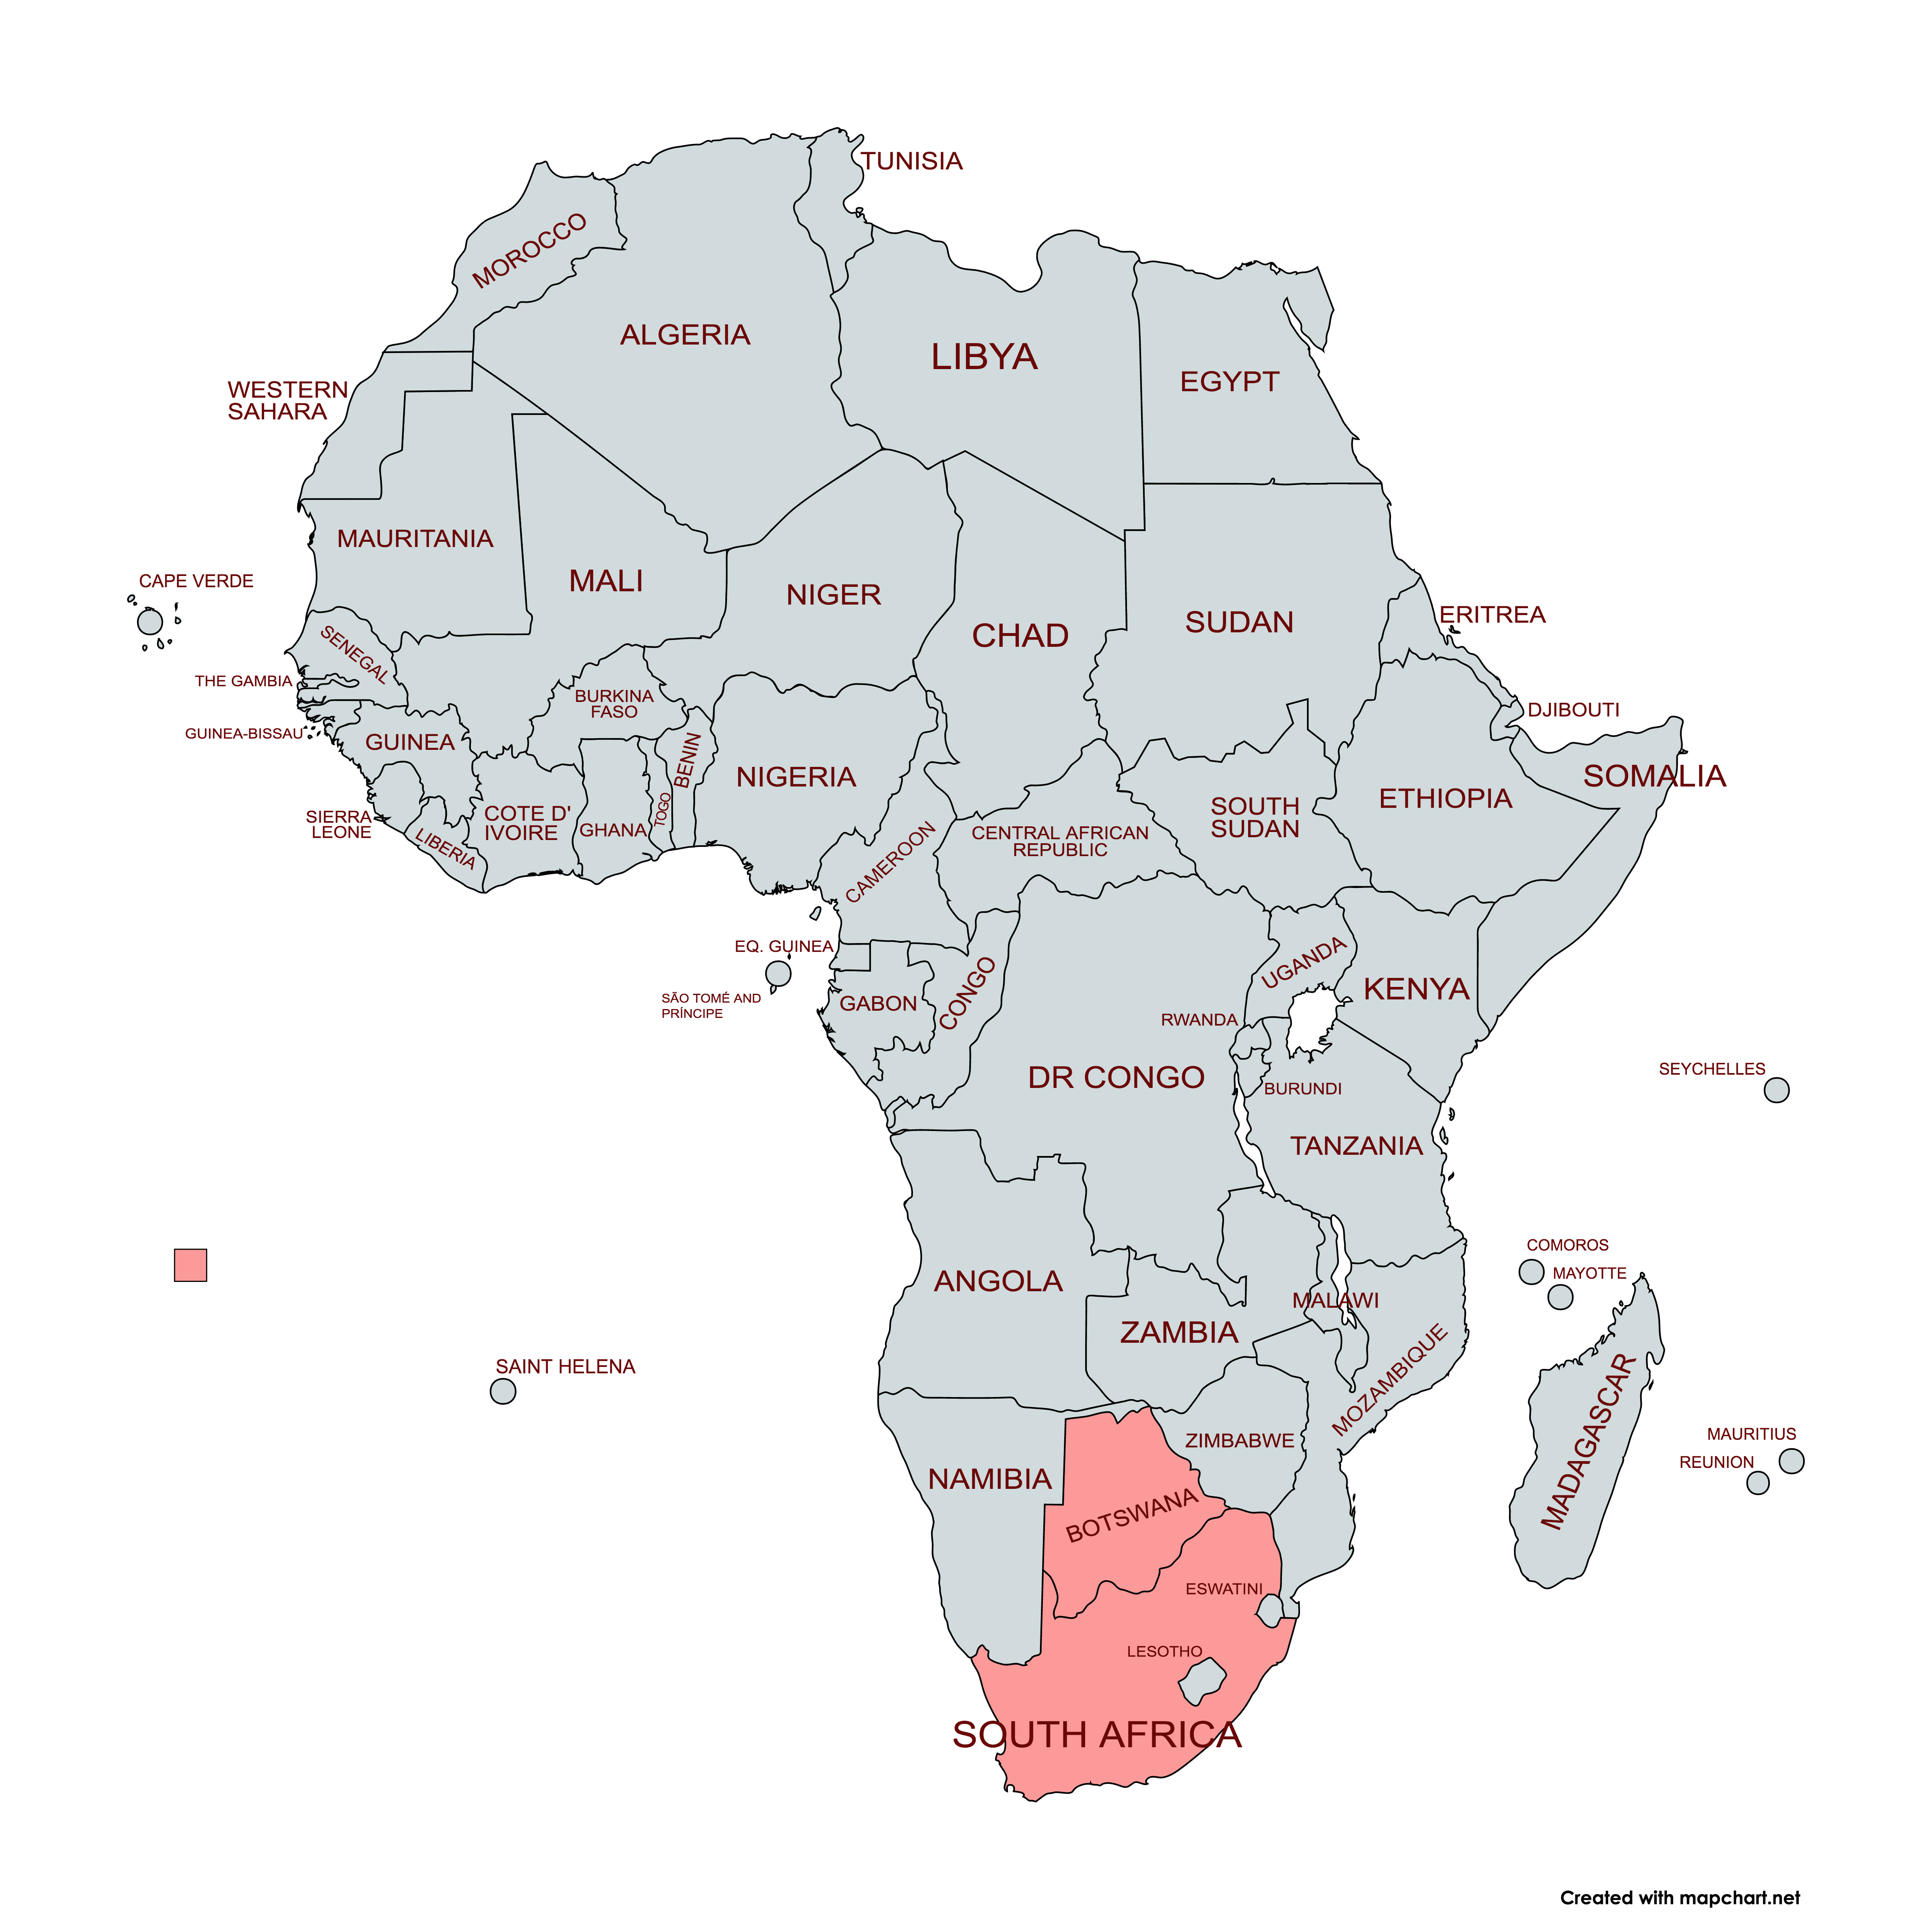 TUNISIA
MOROCCO
ALGERIA
LIBYA
EGYPT
WESTERN
SAHARA
MAURITANIA
CAPE VERDE
MALI
NIGER
CHAD
SUDAN
ERITREA
SENEGAL
THE GAMBIA
BURKINA
FASO
DJIBOUTI
GUINEA-BISSAU
GUINEA
BENIN
NIGERIA
SOMALIA
ETHIOPIA
SIERRA
LEONE
LIBERIA
COTE D'
IVOIRE
GHANA
TOGO
CAMEROON
CENTRAL AFRICAN
REPUBLIC
SOUTH
SUDAN
EQ. GUINEA
SÃO TOMÉ AND
PRÍNCIPE
GABON
CONGO
UGANDA
KENYA
RWANDA
DR CONGO
BURUNDI
SEYCHELLES
TANZANIA
COMOROS
MAYOTTE
ANGOLA
MALAWI
ZAMBIA
MOZAMBIQUE
SAINT HELENA
MADAGASCAR
MAURITIUS
REUNION
ZIMBABWE
NAMIBIA
BOTSWANA
ESWATINI
LESOTHO
SOUTH AFRICA
Created with mapchart.net